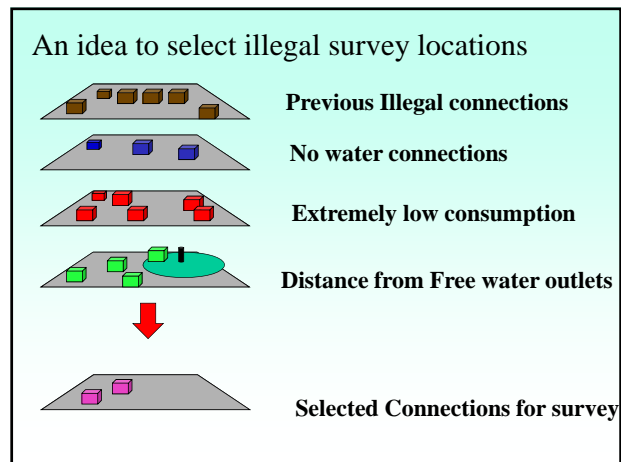 An idea to select illegal survey locations
Previous Illegal connections
No water connections
Extremely low consumption
Distance from Free water outlets
Selected Connections for survey